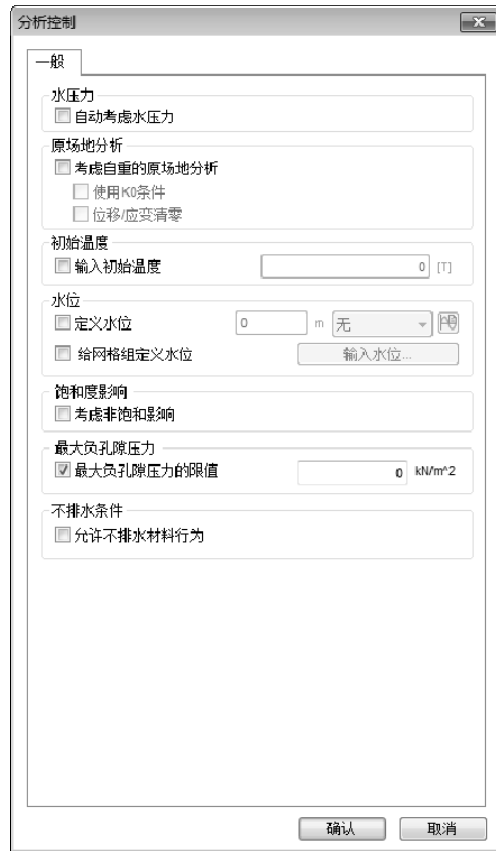 分析控制
一般
水压力
自动考虑水压力
原场地分析
考虑自重的原场地分析
使用K0条件
位移/应变清零
初始温度
输入初始温度 0 [T]
水位
定义水位 0 m 无
给网格组定义水位 输入水位...
饱和度影响
考虑非饱和影响
最大负孔隙压力
最大负孔隙压力的限值 0 kN/m^2
不排水条件
允许不排水材料行为
确认 取消